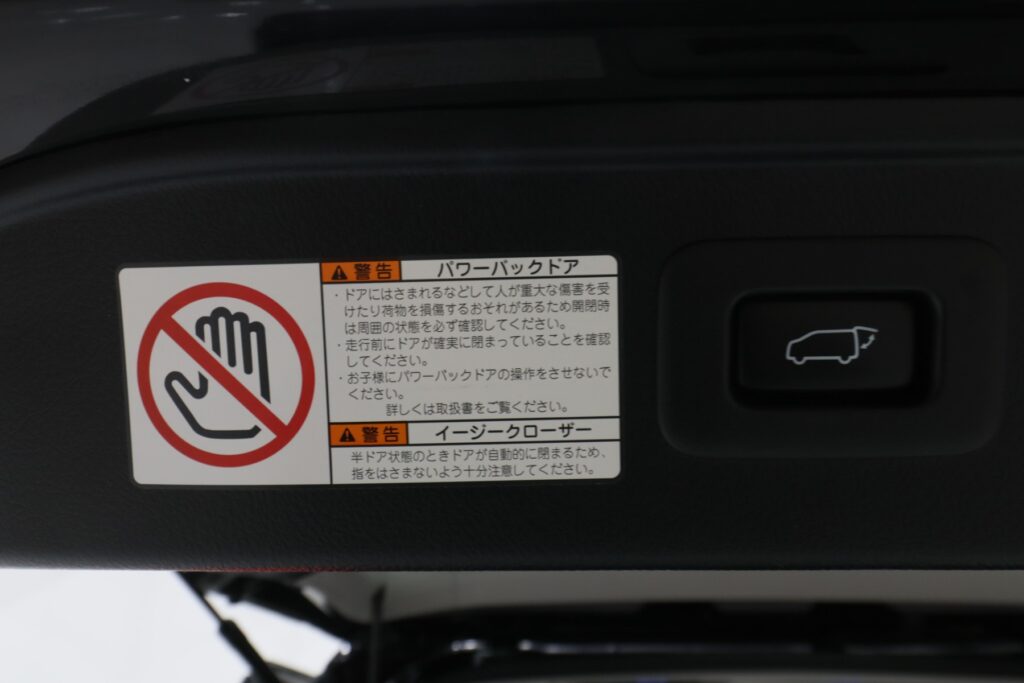 警告 パワーバックドア
・ドアにはさまれるなどして人が重大な傷害を受
けたり荷物を損傷するおそれがあるため開閉時
は周囲の状態を必ず確認してください。
・走行前にドアが確実に閉まっていることを確認
してください。
・お子様にパワーバックドアの操作をさせないで
ください。
詳しくは取扱書をご覧ください。
警告 イージークローザー
半ドア状態のときドアが自動的に閉まるため、
指をはさまないよう十分注意してください。